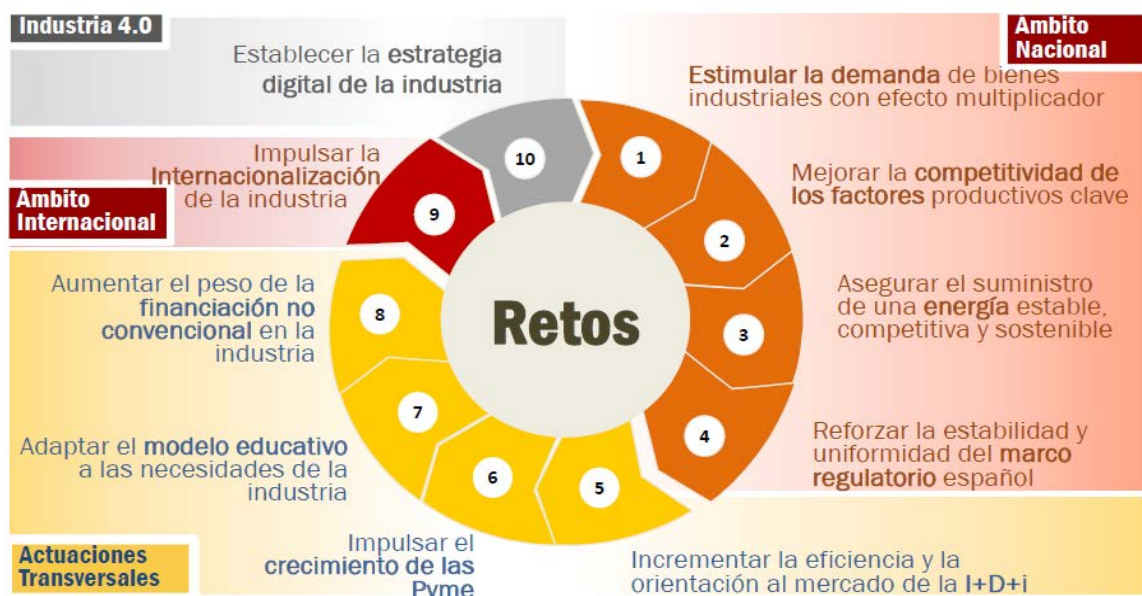 Industria 4.0
Establecer la estrategia
digital de la industria
Ámbito
Nacional
Estimular la demanda de bienes
industriales con efecto multiplicador
10
1
Impulsar la
Internacionalización
de la industria
Ámbito
Internacional
9
2
Mejorar la competitividad de
los factores productivos clave
Aumentar el peso de la
financiación no
convencional en la
industria
8
Retos
3
Asegurar el suministro
de una energía estable,
competitiva y sostenible
Adaptar el modelo educativo
a las necesidades de la
industria
7
4
Reforzar la estabilidad y
uniformidad del marco
regulatorio español
6
5
Actuaciones
Transversales
Impulsar el
crecimiento de las
Pyme
Incrementar la eficiencia y la
orientación al mercado de la I+D+i